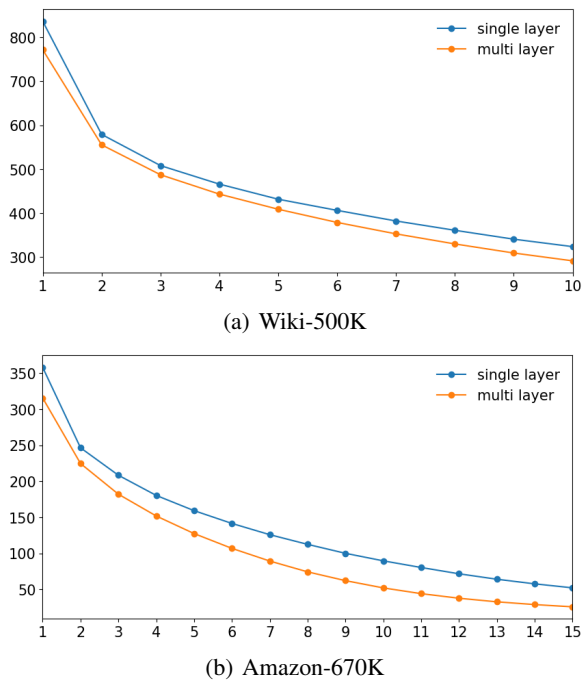 800
700
600
500
400
300
single layer
multi layer
1 2 3 4 5 6 7 8 9 10
(a) Wiki-500K
350
300
250
200
150
100
50
single layer
multi layer
1 2 3 4 5 6 7 8 9 10 11 12 13 14 15
(b) Amazon-670K